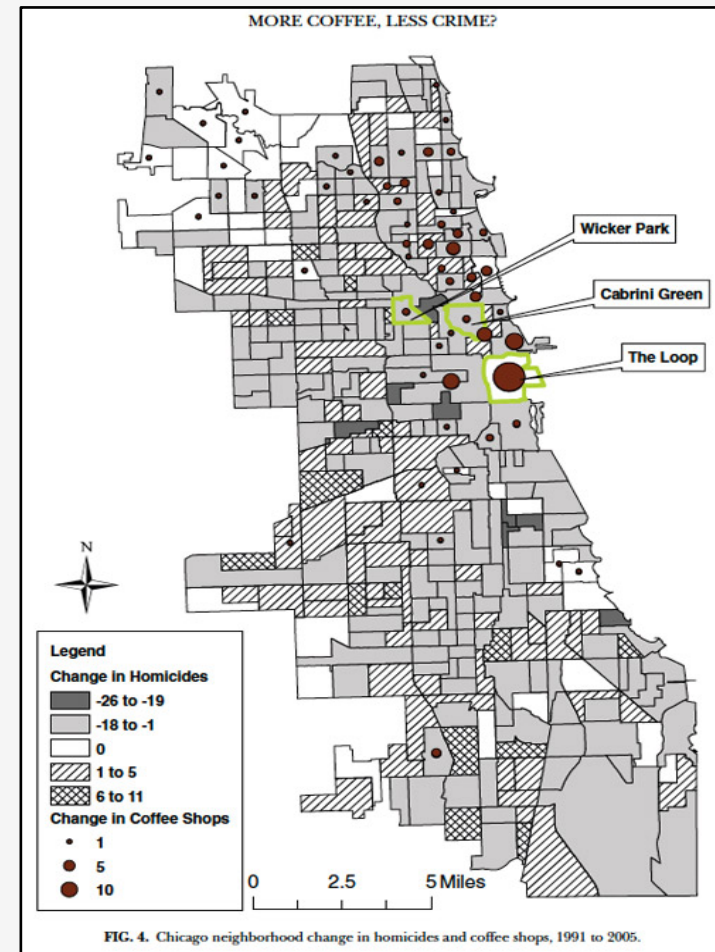 MORE COFFEE, LESS CRIME?
Wicker Park
Cabrini Green
The Loop
N
Legend
Change in Homicides
-26 to -19
-18 to -1
0
1 to 5
6 to 11
Change in Coffee Shops
1
5
10
0 2.5 5 Miles
FIG. 4. Chicago neighborhood change in homicides and coffee shops, 1991 to 2005.